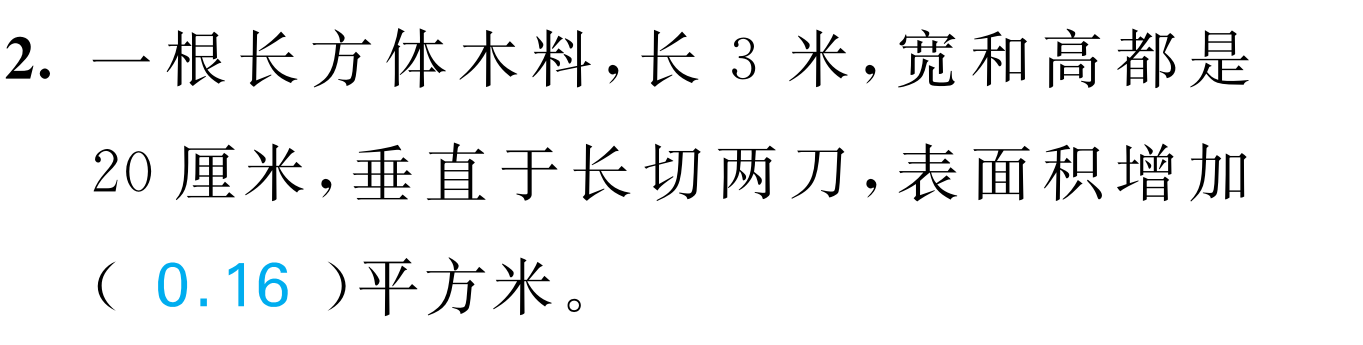 2. 一根长方体木料,长 3 米,宽和高都是
20 厘米,垂直于长切两刀,表面积增加
( 0.16 )平方米。